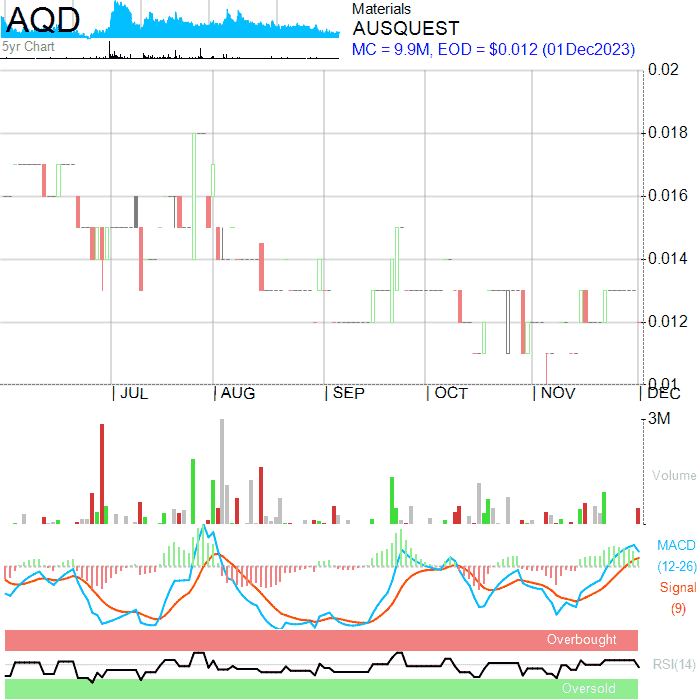 AQD
5yr Chart
Materials
AUSQUEST
MC = 9.9M, EOD = $0.012 (01Dec2023)
0.02
0.018
0.016
0.014
0.012
0.01
JUL
AUG
SEP
OCT
NOV
DEC
3M
Volume
MACD
(12-26)
Signal
(9)
Overbought
RSI(14)
Oversold